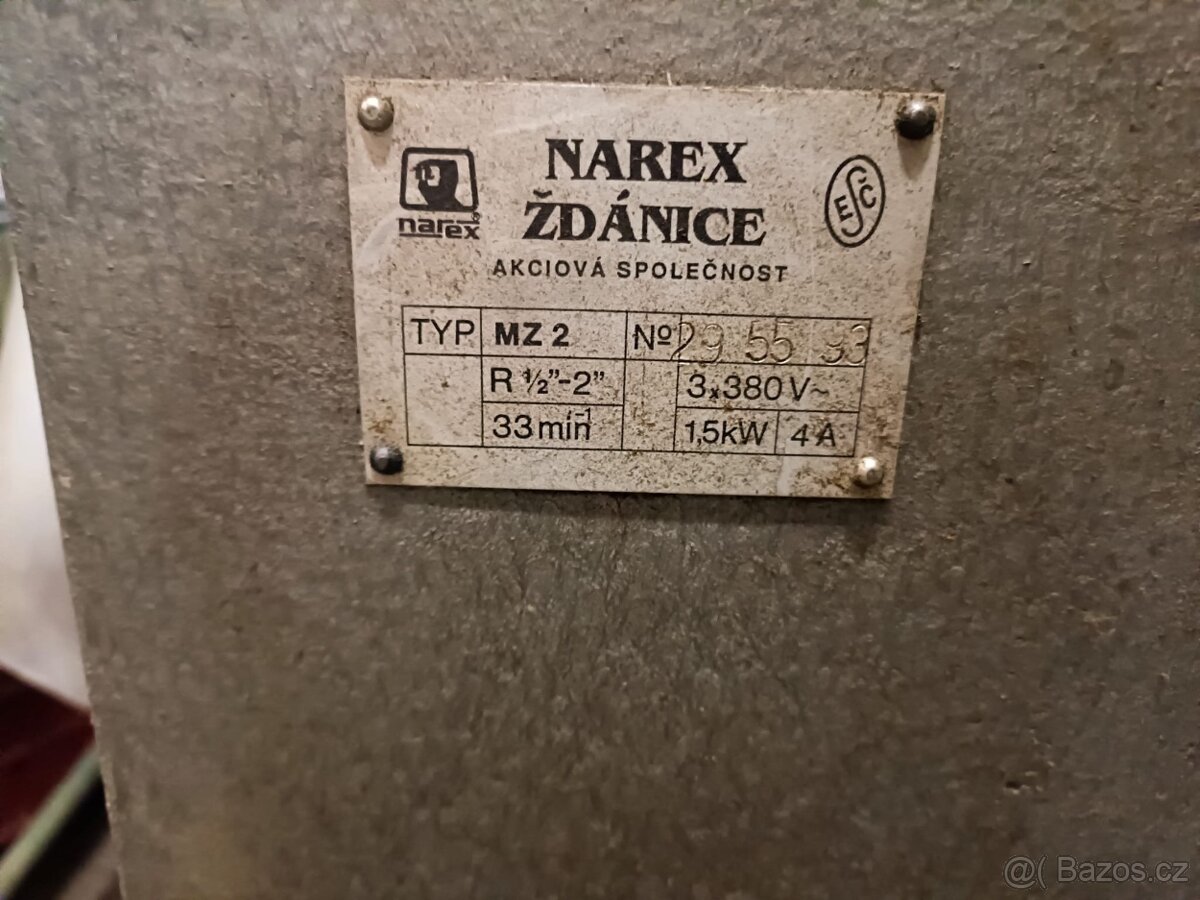 NAREX
ŽDÁNICE
AKCIOVÁ SPOLEČNOST
narex
ESČ
TYP MZ 2 Nº 29 55 93
R ½"-2" 3x380 V~
33 min⁻¹ 1,5kW 4 A
@( Bazos.cz